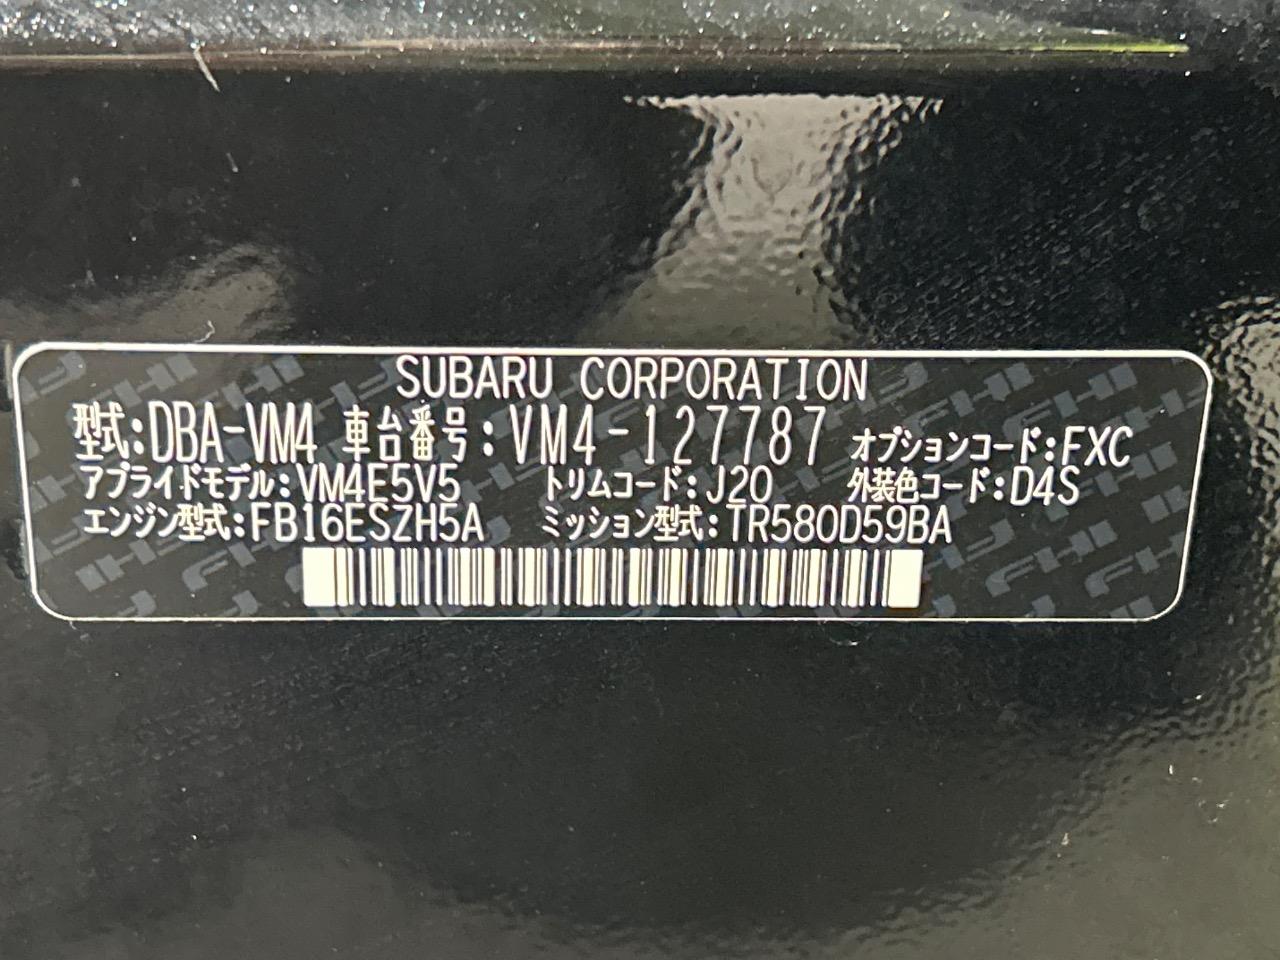 SUBARU CORPORATION
型式:DBA-VM4 車台番号:VM4-127787 オプションコード:FXC
アプライドモデル:VM4E5V5 トリムコード:J20 外装色コード:D4S
エンジン型式:FB16ESZH5A ミッション型式:TR580D59BA